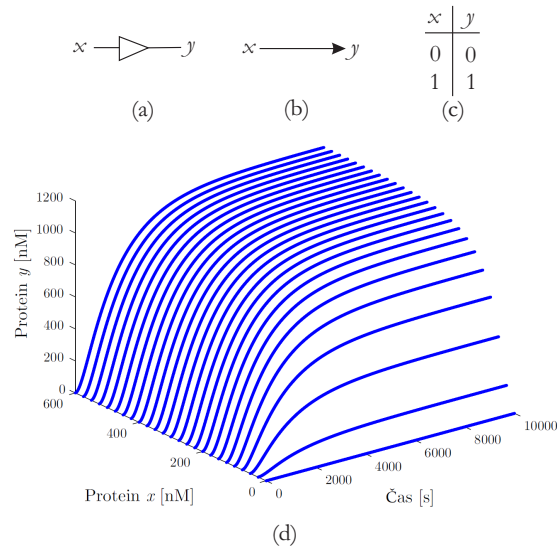 x y
x y
x y
0 0
1 1
(a)
(b)
(c)
1200
1000
800
600
400
200
0
Protein y [nM]
600
400
200
0
Protein x [nM]
0
2000
4000
6000
8000
10000
Čas [s]
(d)